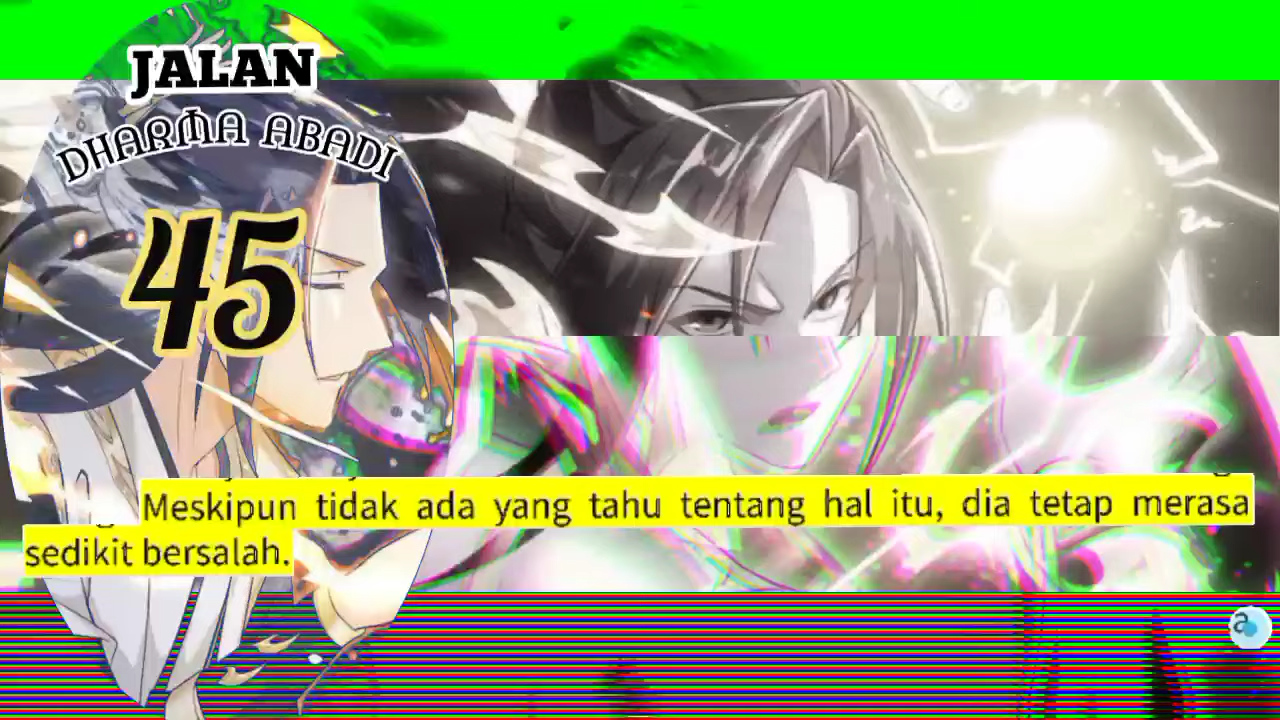 JALAN
DHARMA ABADI
45
Meskipun tidak ada yang tahu tentang hal itu, dia tetap merasa
sedikit bersalah.
a